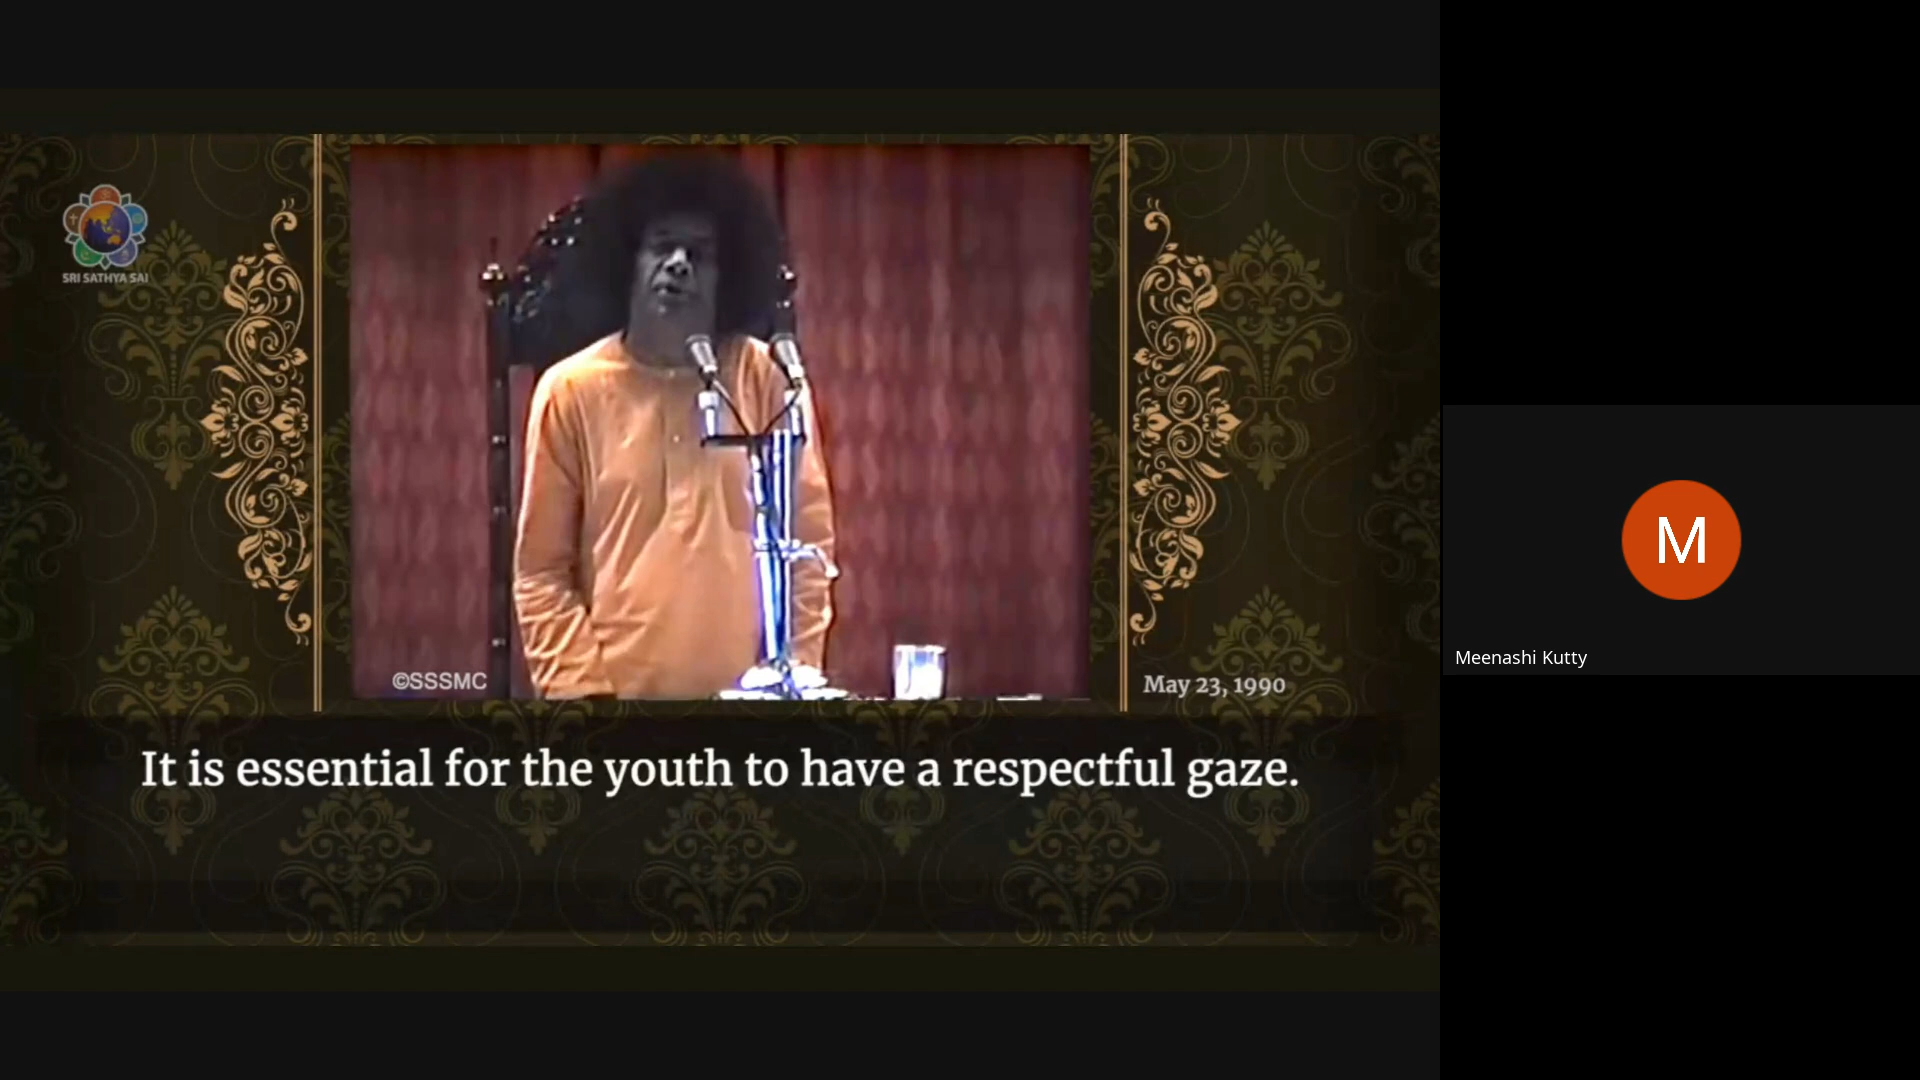 SRI SATHYA SAI
©SSSMC
May 23, 1990
It is essential for the youth to have a respectful gaze.
M
Meenashi Kutty